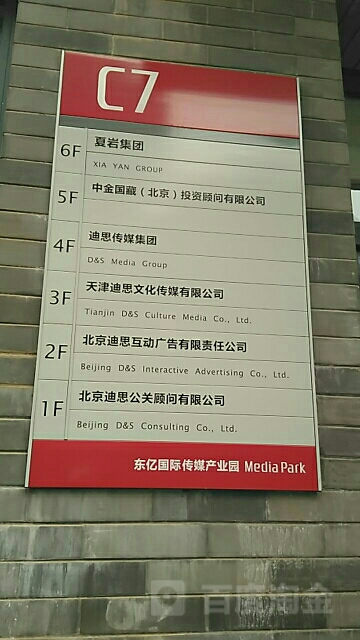 C7
6F
夏岩集团
XIA YAN GROUP
5F
中金国藏（北京）投资顾问有限公司
4F
迪思传媒集团
D&S Media Group
3F
天津迪思文化传媒有限公司
Tianjin D&S Culture Media Co., Ltd.
2F
北京迪思互动广告有限责任公司
Beijing D&S Interactive Advertising Co., Ltd.
1F
北京迪思公关顾问有限公司
Beijing D&S Consulting Co., Ltd.
东亿国际传媒产业园 Media Park
百度淘金